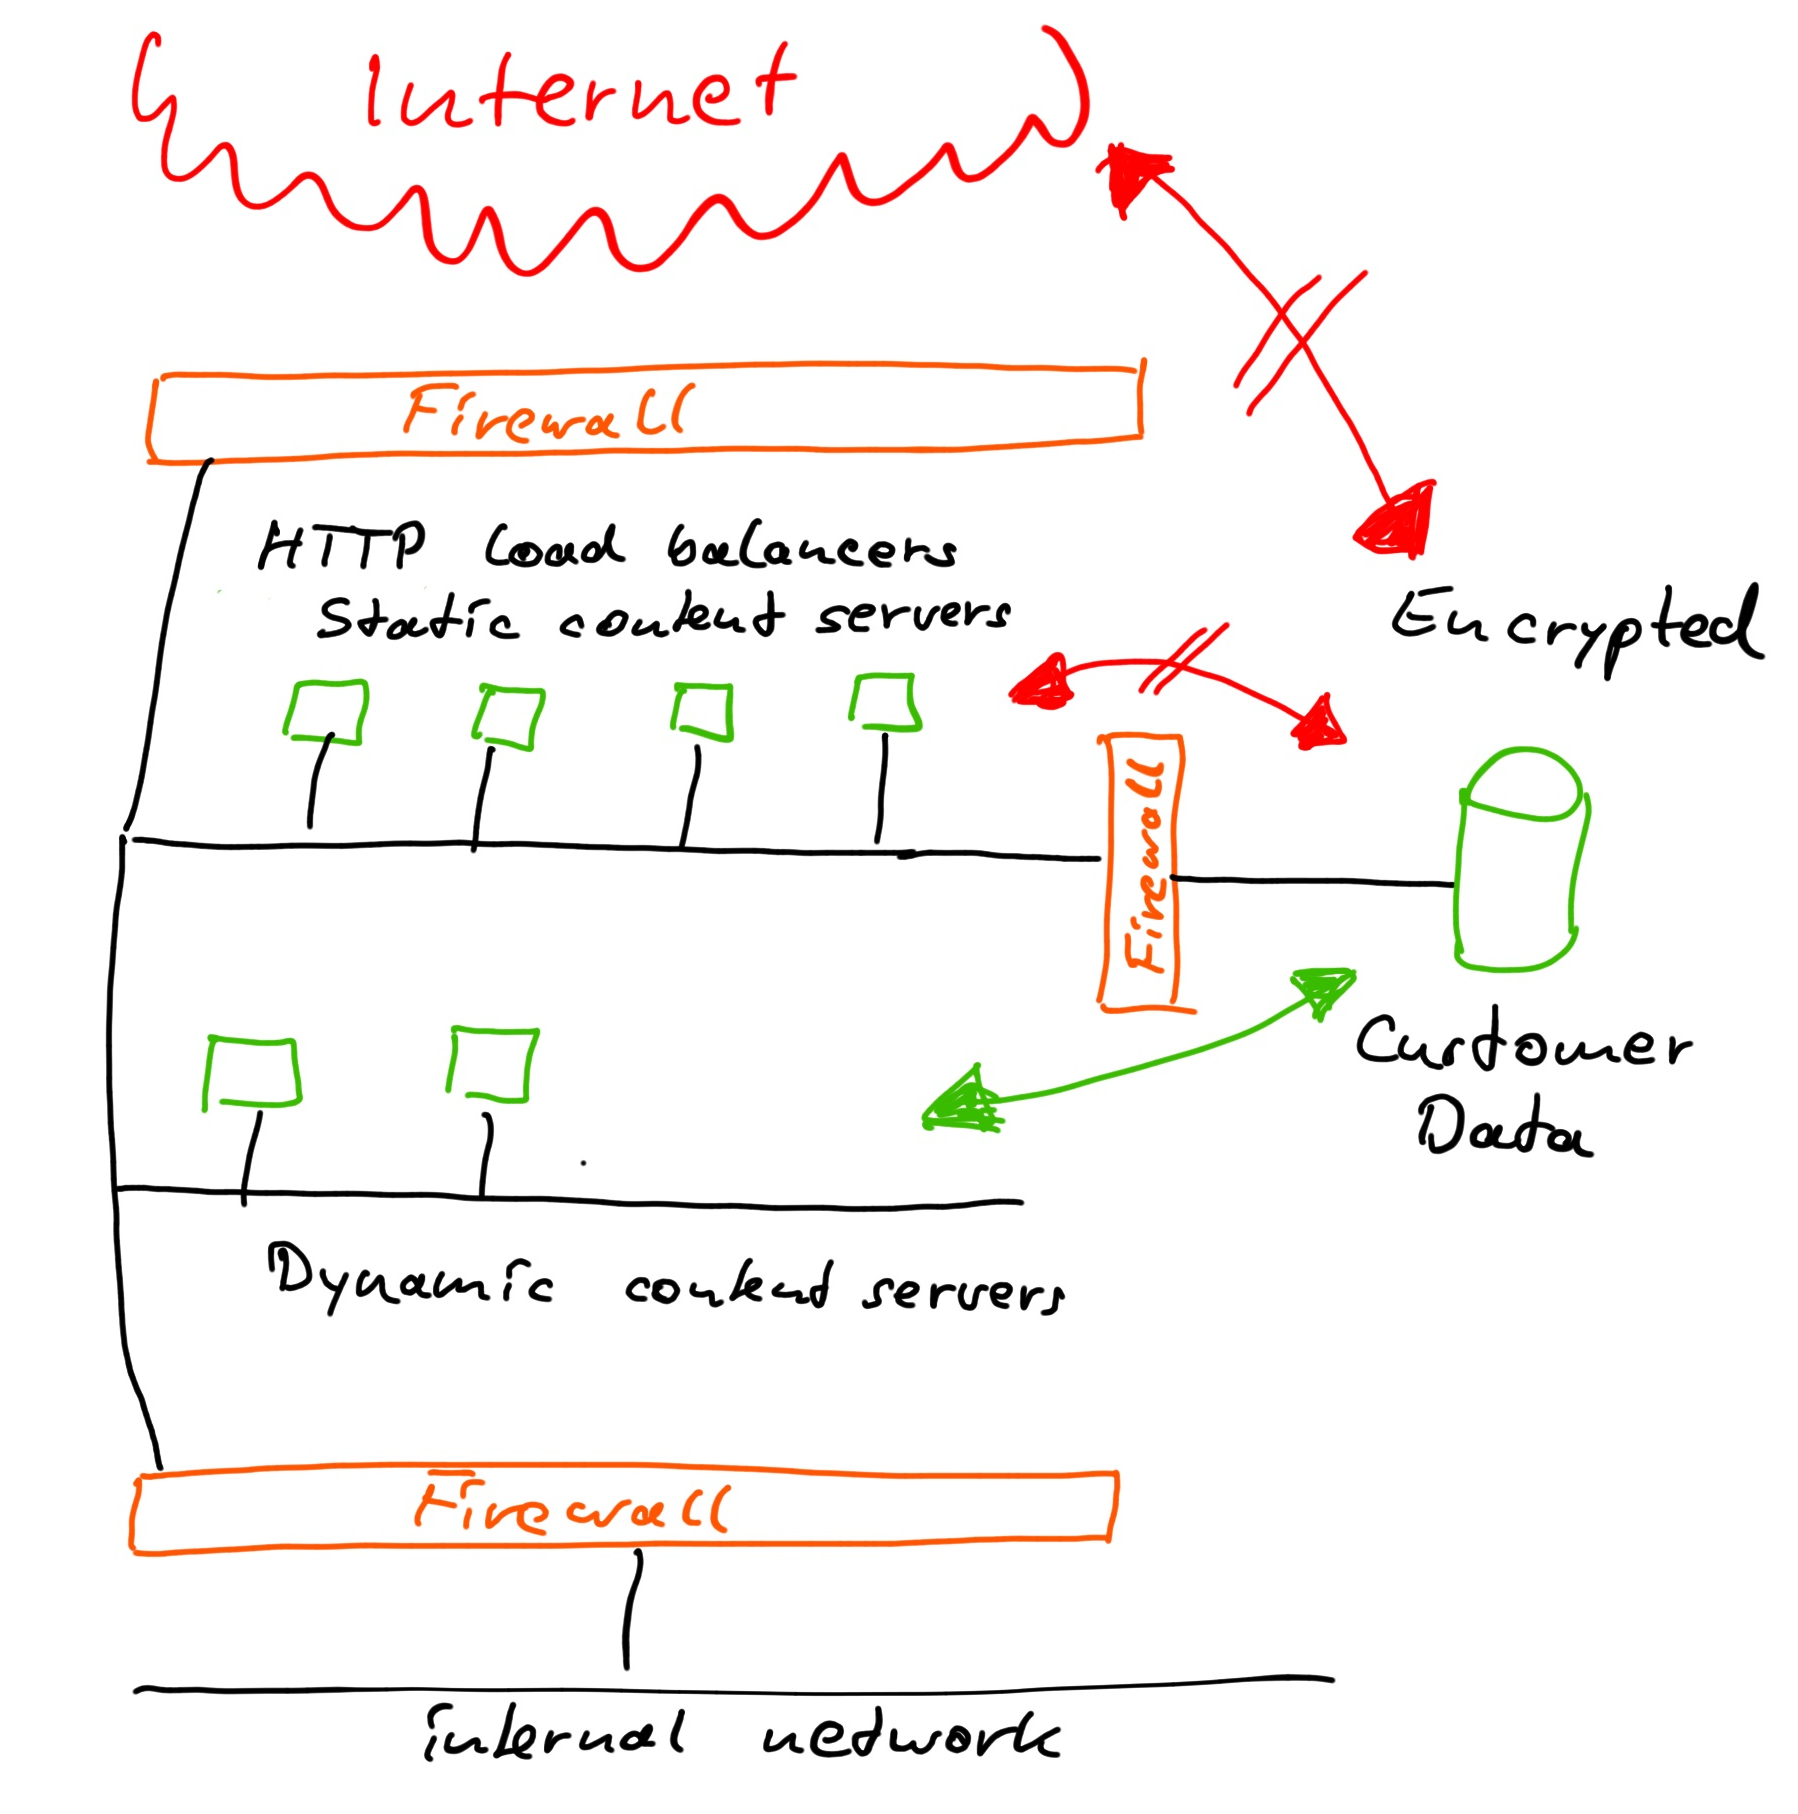 Internet
Firewall
HTTP load balancers
Static content servers
Encrypted
Firewall
Customer
Data
Dynamic content servers
Firewall
internal network